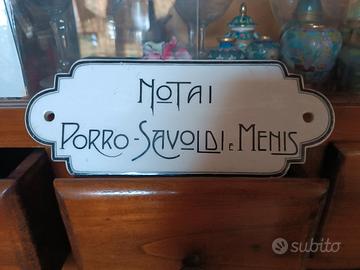 NOTAI
PORRO-SAVOLDI E MENIS
subito